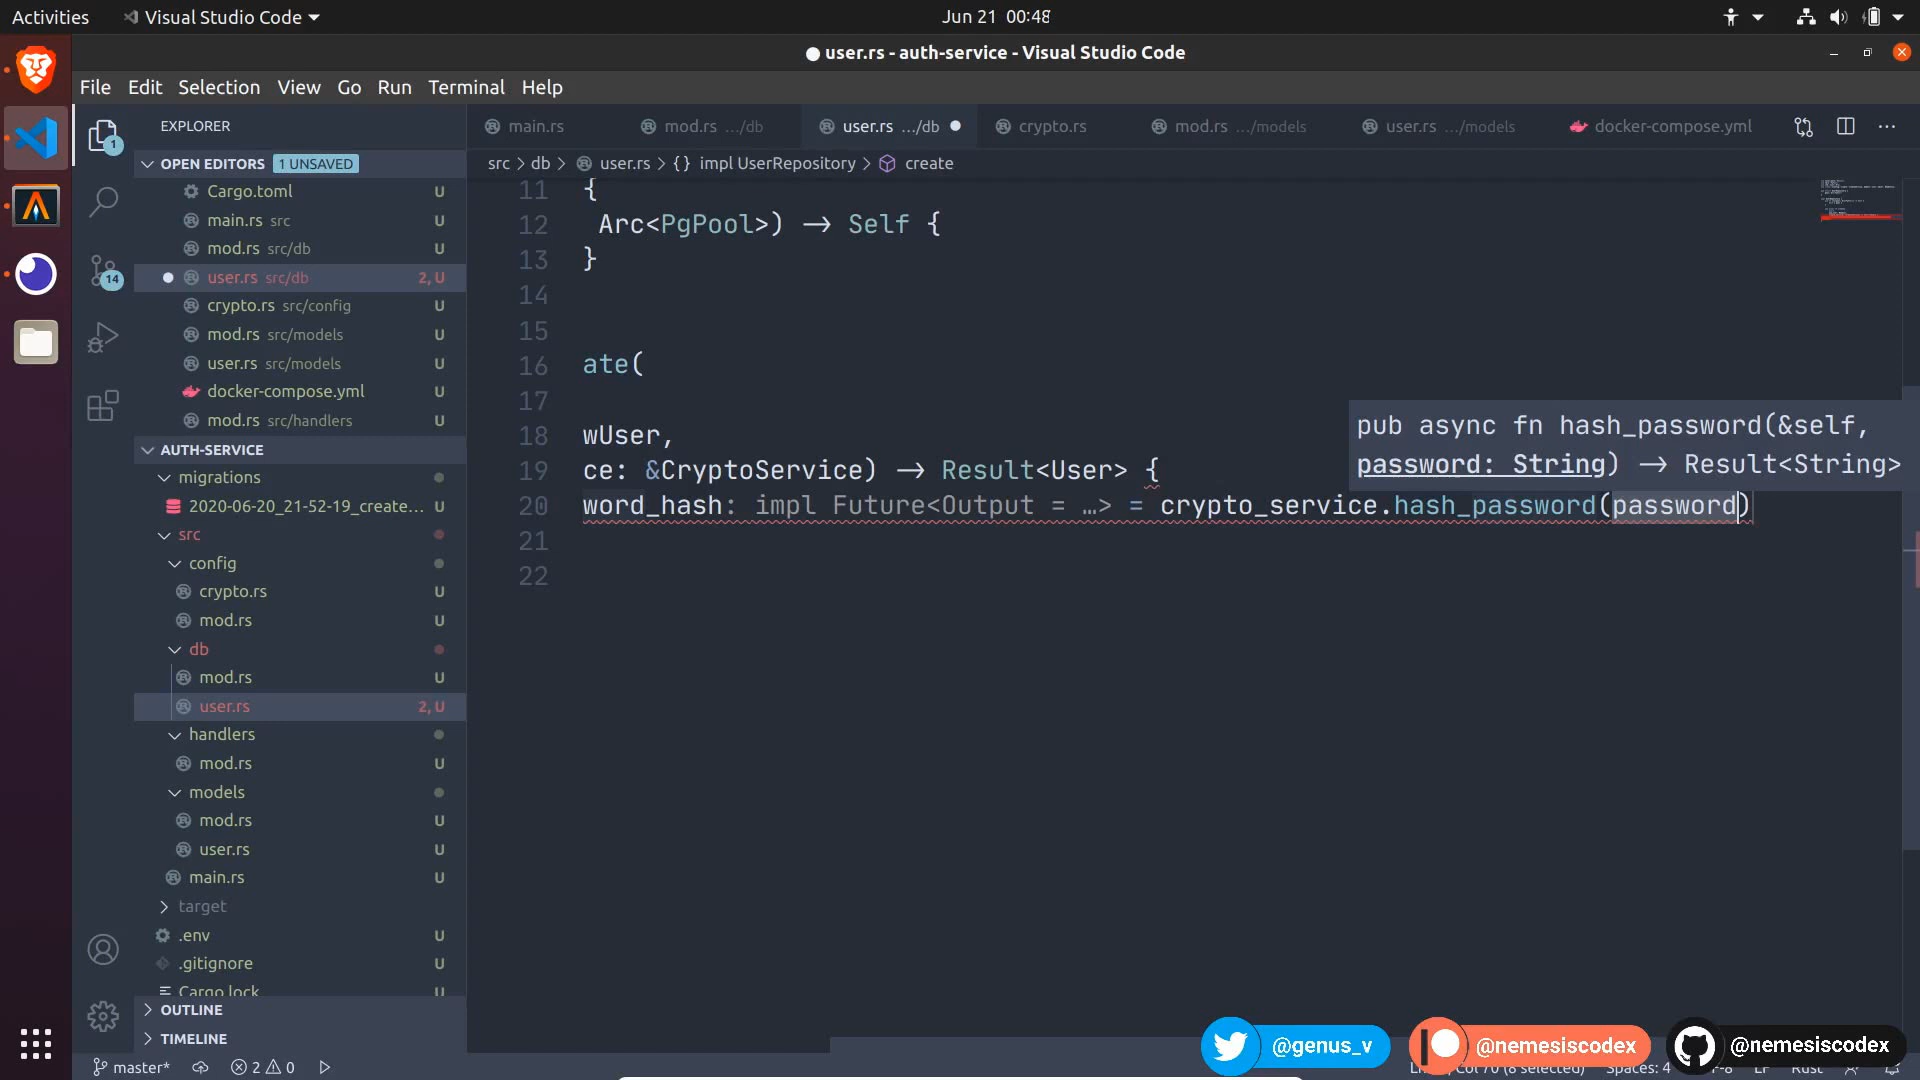 Activities
Visual Studio Code
Jun 21 00:48
user.rs - auth-service - Visual Studio Code
File Edit Selection View Go Run Terminal Help
EXPLORER
OPEN EDITORS 1 UNSAVED
Cargo.toml U
main.rs src U
mod.rs src/db U
user.rs src/db 2, U
crypto.rs src/config U
mod.rs src/models U
user.rs src/models U
docker-compose.yml U
mod.rs src/handlers U
AUTH-SERVICE
migrations
2020-06-20_21-52-19_create... U
src
config
crypto.rs U
mod.rs U
db
mod.rs U
user.rs 2, U
handlers
mod.rs U
models
mod.rs U
user.rs U
main.rs U
target
.env U
.gitignore U
Cargo.lock U
OUTLINE
TIMELINE
1
14
main.rs
mod.rs .../db
user.rs .../db
crypto.rs
mod.rs .../models
user.rs .../models
docker-compose.yml
src > db > user.rs > {} impl UserRepository > create
11 {
12 Arc<PgPool>) -> Self {
13 }
14
15
16 ate(
17
18 wUser,
19 ce: &CryptoService) -> Result<User> {
20 word_hash: impl Future<Output = …> = crypto_service.hash_password(password)
21
22
pub async fn hash_password(&self,
password: String) -> Result<String>
master* 2 0
Col 70 (8 selected) Spaces: 4 Rust
@genus_v
@nemesiscodex
@nemesiscodex